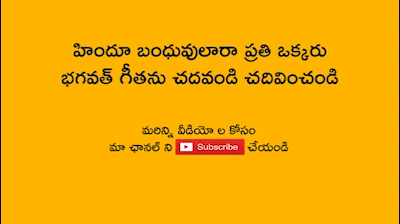 హిందూ బంధువులారా ప్రతి ఒక్కరు
భగవత్ గీతను చదవండి చదివించండి
మరిన్ని వీడియో ల కోసం
మా ఛానల్ ని Subscribe చేయండి